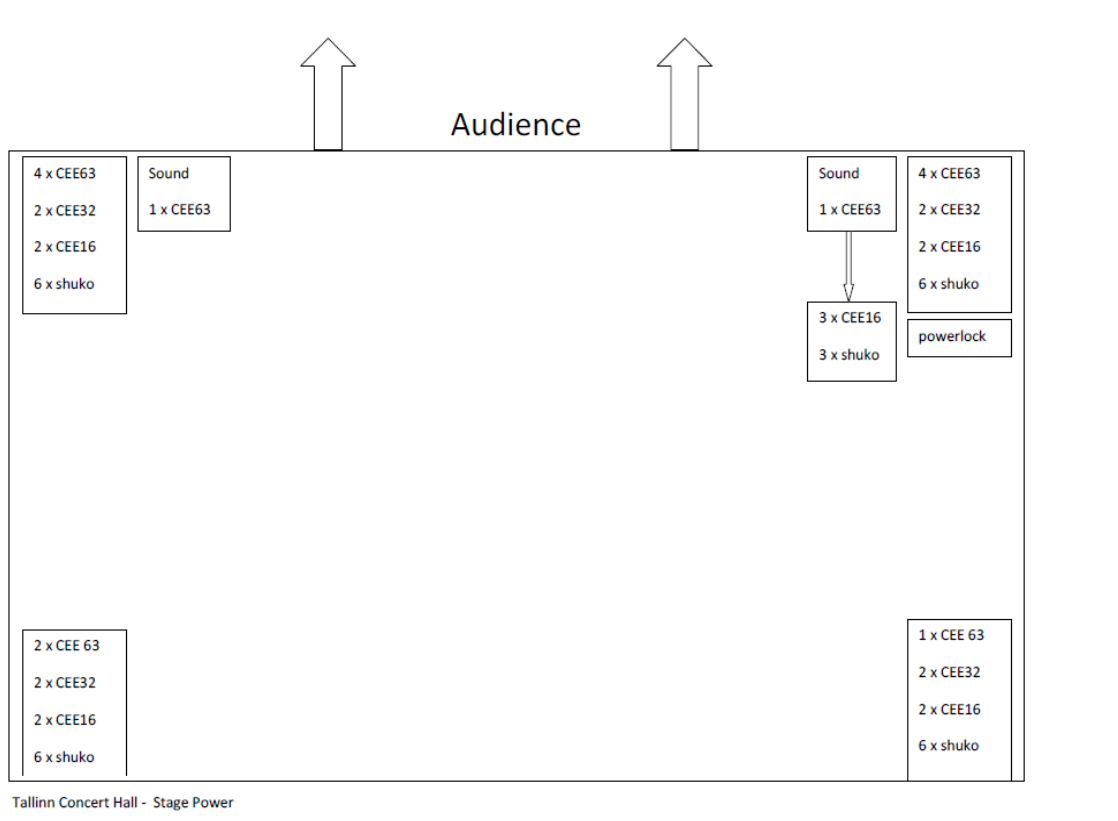 Audience
4 x CEE63
2 x CEE32
2 x CEE16
6 x shuko
Sound
1 x CEE63
Sound
1 x CEE63
3 x CEE16
3 x shuko
4 x CEE63
2 x CEE32
2 x CEE16
6 x shuko
powerlock
2 x CEE 63
2 x CEE32
2 x CEE16
6 x shuko
1 x CEE 63
2 x CEE32
2 x CEE16
6 x shuko
Tallinn Concert Hall - Stage Power